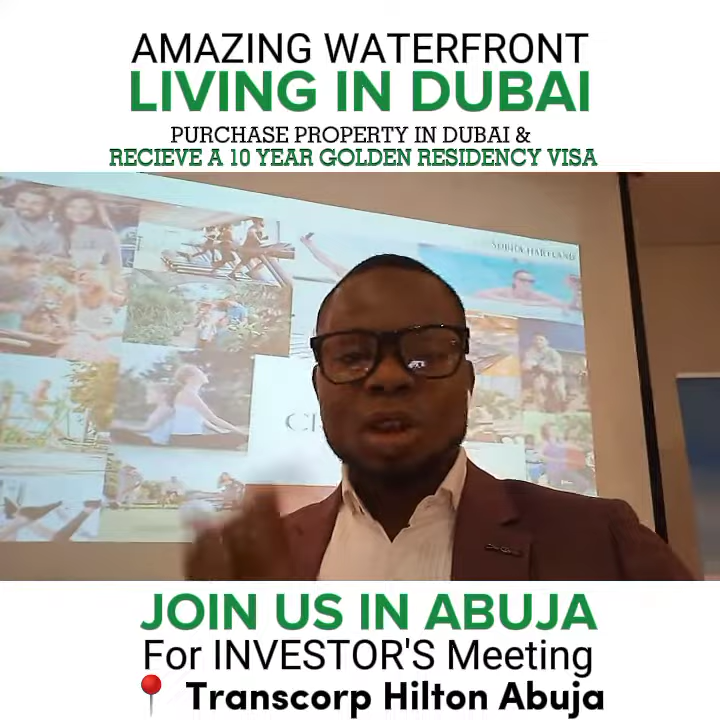 AMAZING WATERFRONT
LIVING IN DUBAI
PURCHASE PROPERTY IN DUBAI &
RECIEVE A 10 YEAR GOLDEN RESIDENCY VISA
SOBHA HARTLAND
JOIN US IN ABUJA
For INVESTOR'S Meeting
Transcorp Hilton Abuja